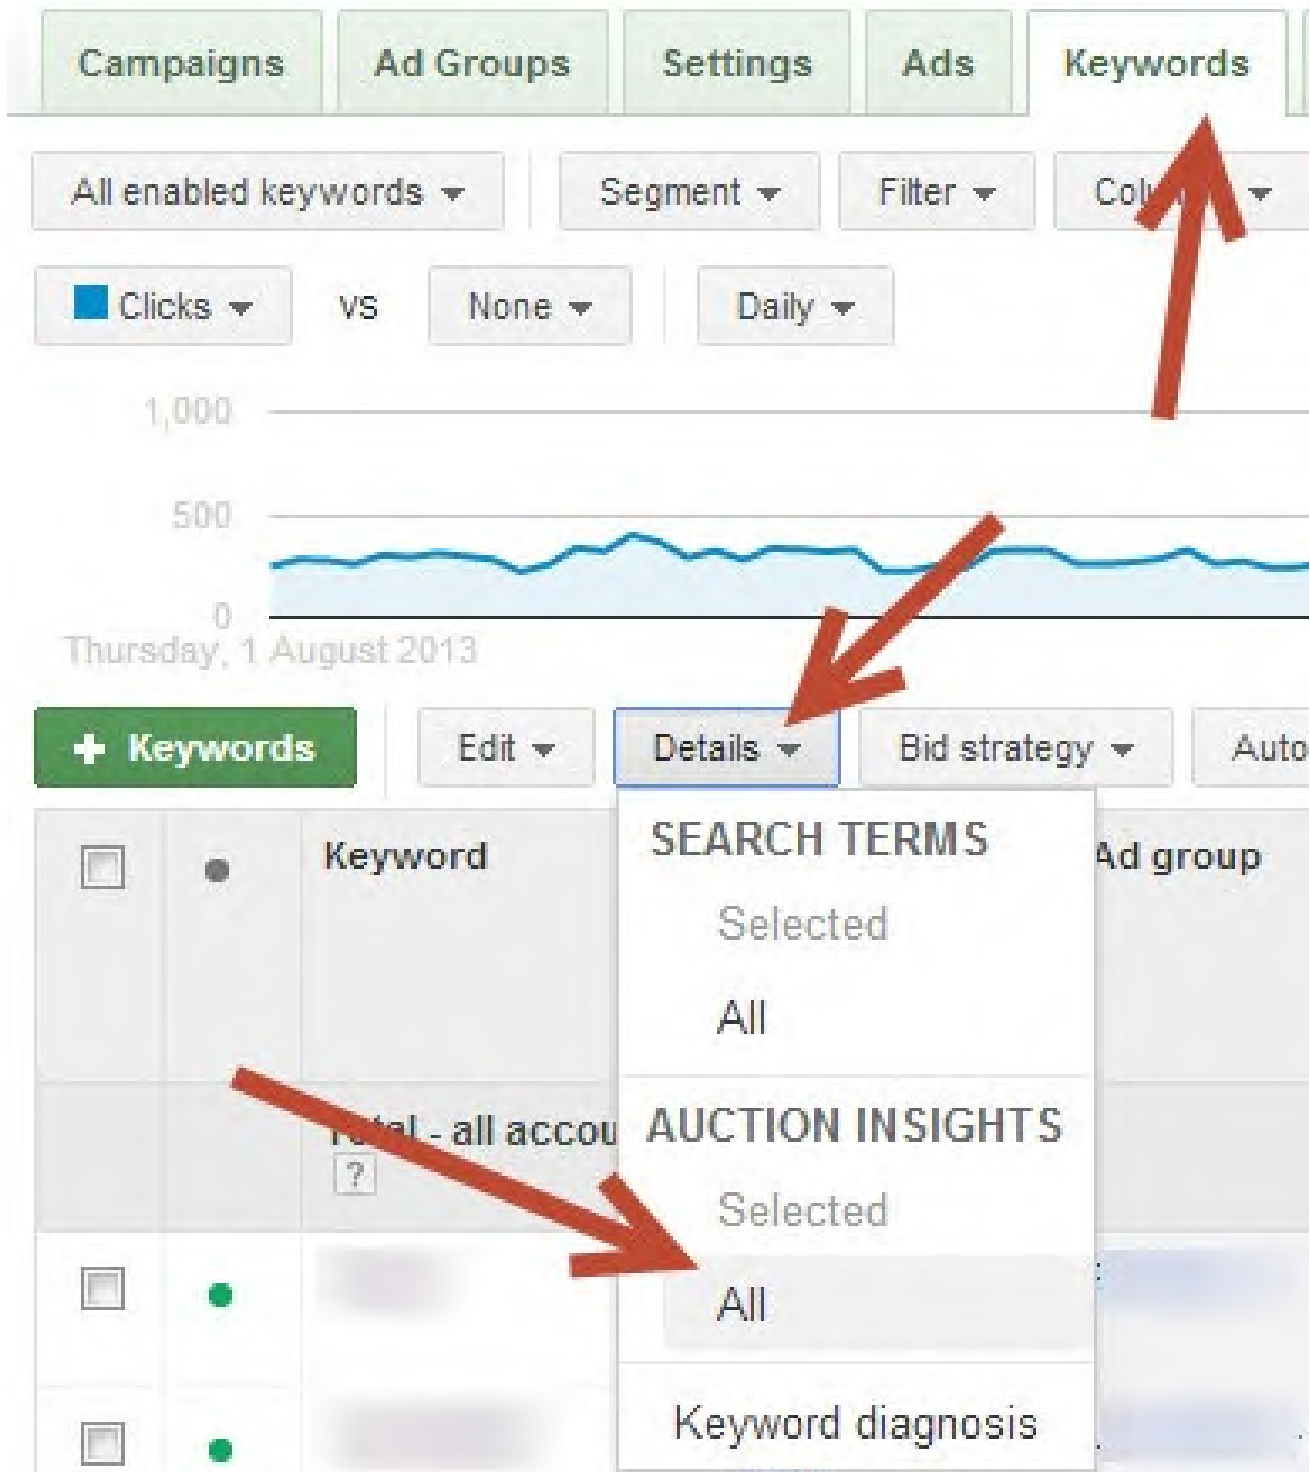 Campaigns Ad Groups Settings Ads Keywords
All enabled keywords Segment Filter
Clicks vs None Daily
1,000
500
0
Thursday, 1 August 2013
+ Keywords Edit Details Bid strategy Auto
SEARCH TERMS
Keyword Ad group
Selected
All
AUCTION INSIGHTS
Total - all accou
?
Selected
All
Keyword diagnosis